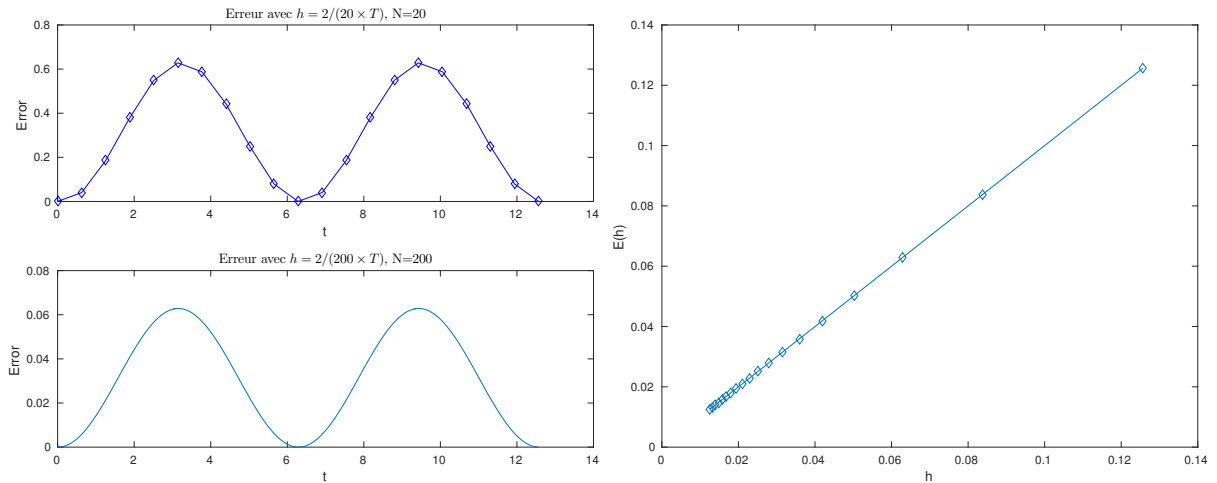 Erreur avec h = 2/(20 × T), N=20
0.8
0.6
0.4
0.2
0
Error
0 2 4 6 8 10 12 14
t
Erreur avec h = 2/(200 × T), N=200
0.08
0.06
0.04
0.02
0
Error
0 2 4 6 8 10 12 14
t
0.14
0.12
0.1
0.08
0.06
0.04
0.02
0
E(h)
0 0.02 0.04 0.06 0.08 0.1 0.12 0.14
h